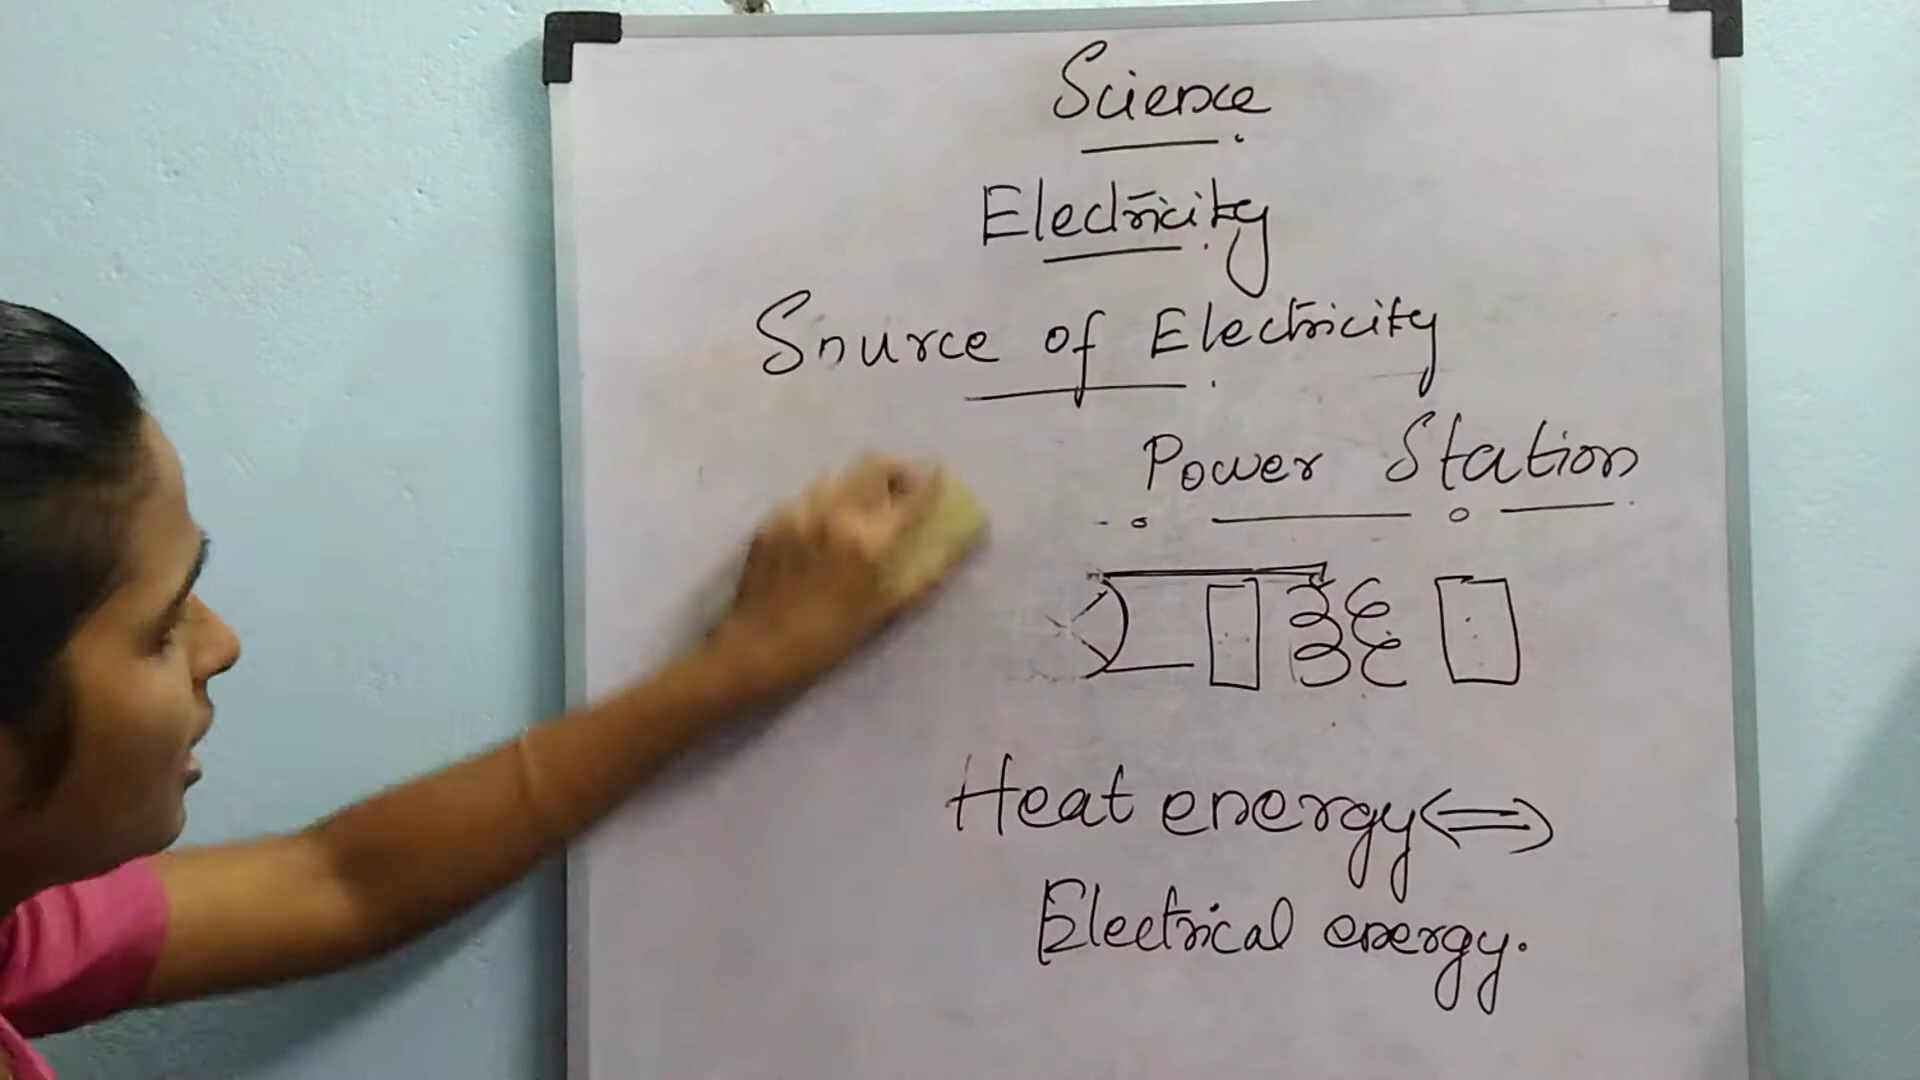 Science
Electricity
Source of Electricity
Power Station
Heat energy ⇔
Electrical energy.